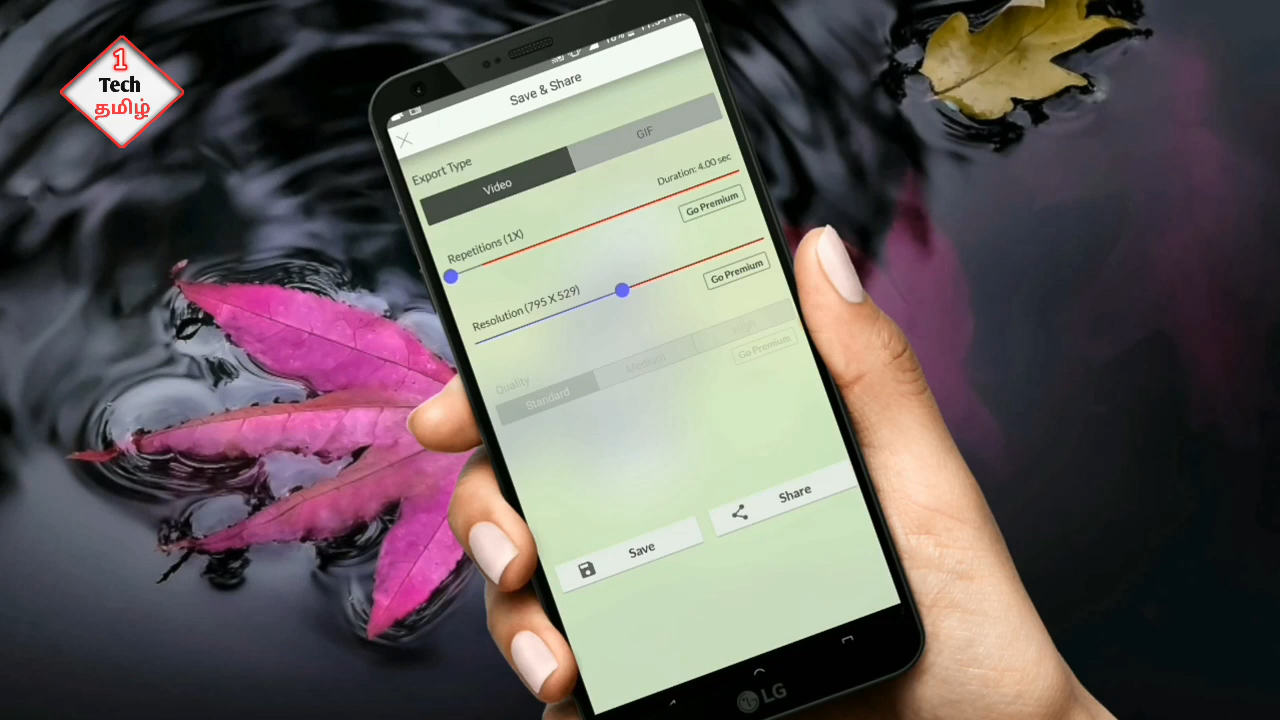 1
Tech
தமிழ்
Save & Share
Export Type
Video
GIF
Duration: 4.00 sec
Repetitions (1X)
Go Premium
Resolution (795 X 529)
Go Premium
Quality
Standard
Medium
High
Go Premium
Save
Share
LG